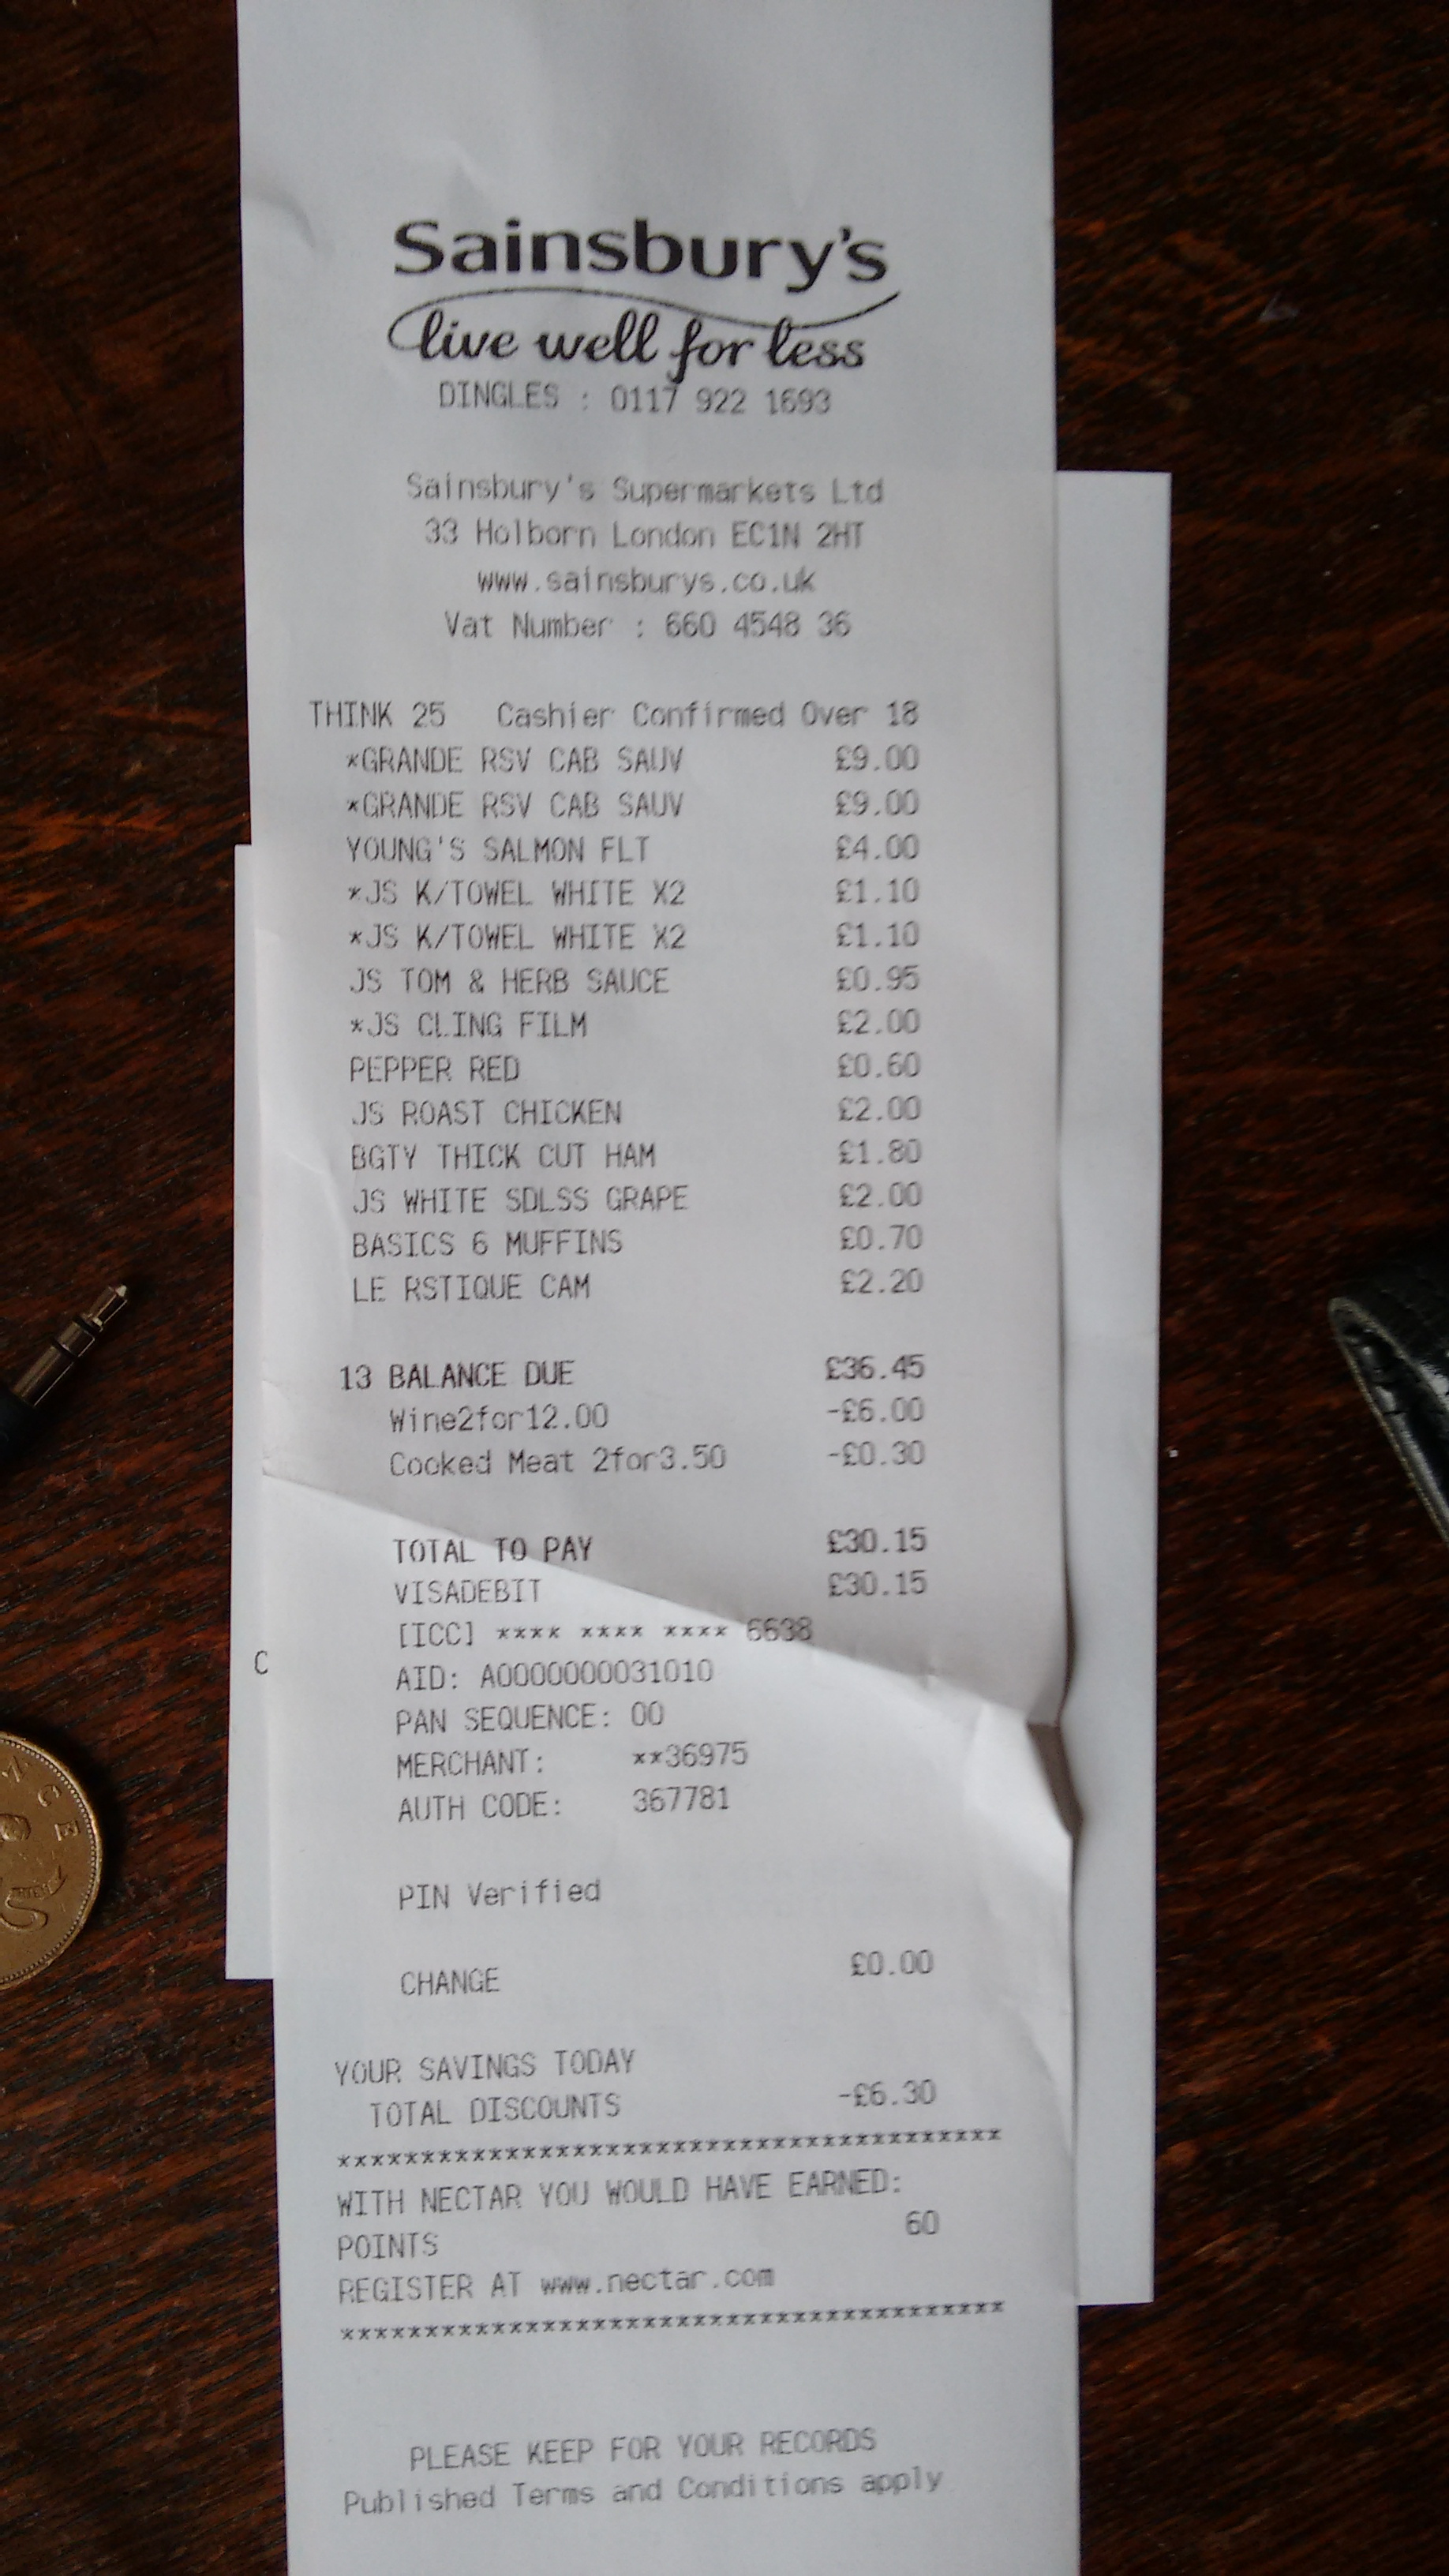 Sainsbury's
live well for less
DINGLES : 0117 922 1693
Sainsbury's Supermarkets Ltd
33 Holborn London EC1N 2HT
www.sainsburys.co.uk
Vat Number : 660 4548 36
THINK 25 Cashier Confirmed Over 18
*GRANDE RSV CAB SAUV £9.00
*GRANDE RSV CAB SAUV £9.00
YOUNG'S SALMON FLT £4.00
*JS K/TOWEL WHITE X2 £1.10
*JS K/TOWEL WHITE X2 £1.10
JS TOM & HERB SAUCE £0.95
*JS CLING FILM £2.00
PEPPER RED £0.60
JS ROAST CHICKEN £2.00
BGTY THICK CUT HAM £1.80
JS WHITE SDLSS GRAPE £2.00
BASICS 6 MUFFINS £0.70
LE RSTIQUE CAM £2.20
13 BALANCE DUE £36.45
Wine2for12.00 -£6.00
Cooked Meat 2for3.50 -£0.30
TOTAL TO PAY £30.15
VISADEBIT £30.15
[ICC] **** **** **** 6638
C
AID: A0000000031010
PAN SEQUENCE: 00
MERCHANT: **36975
AUTH CODE: 367781
PIN Verified
CHANGE £0.00
YOUR SAVINGS TODAY
TOTAL DISCOUNTS -£6.30
****************************************
WITH NECTAR YOU WOULD HAVE EARNED:
POINTS 60
REGISTER AT www.nectar.com
****************************************
PLEASE KEEP FOR YOUR RECORDS
Published Terms and Conditions apply